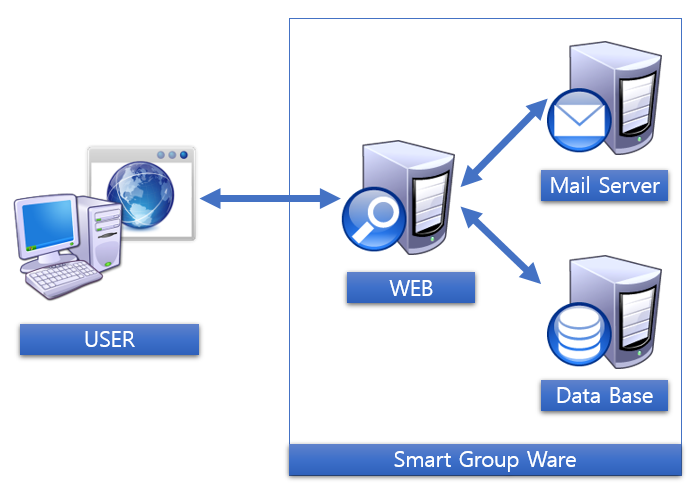 Mail Server
WEB
USER
Data Base
Smart Group Ware